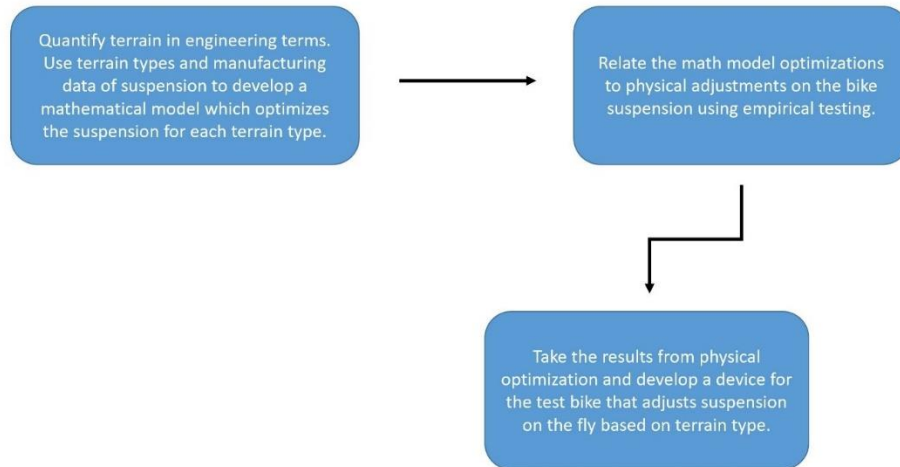 Quantify terrain in engineering terms.
Use terrain types and manufacturing
data of suspension to develop a
mathematical model which optimizes
the suspension for each terrain type.
Relate the math model optimizations
to physical adjustments on the bike
suspension using empirical testing.
Take the results from physical
optimization and develop a device for
the test bike that adjusts suspension
on the fly based on terrain type.